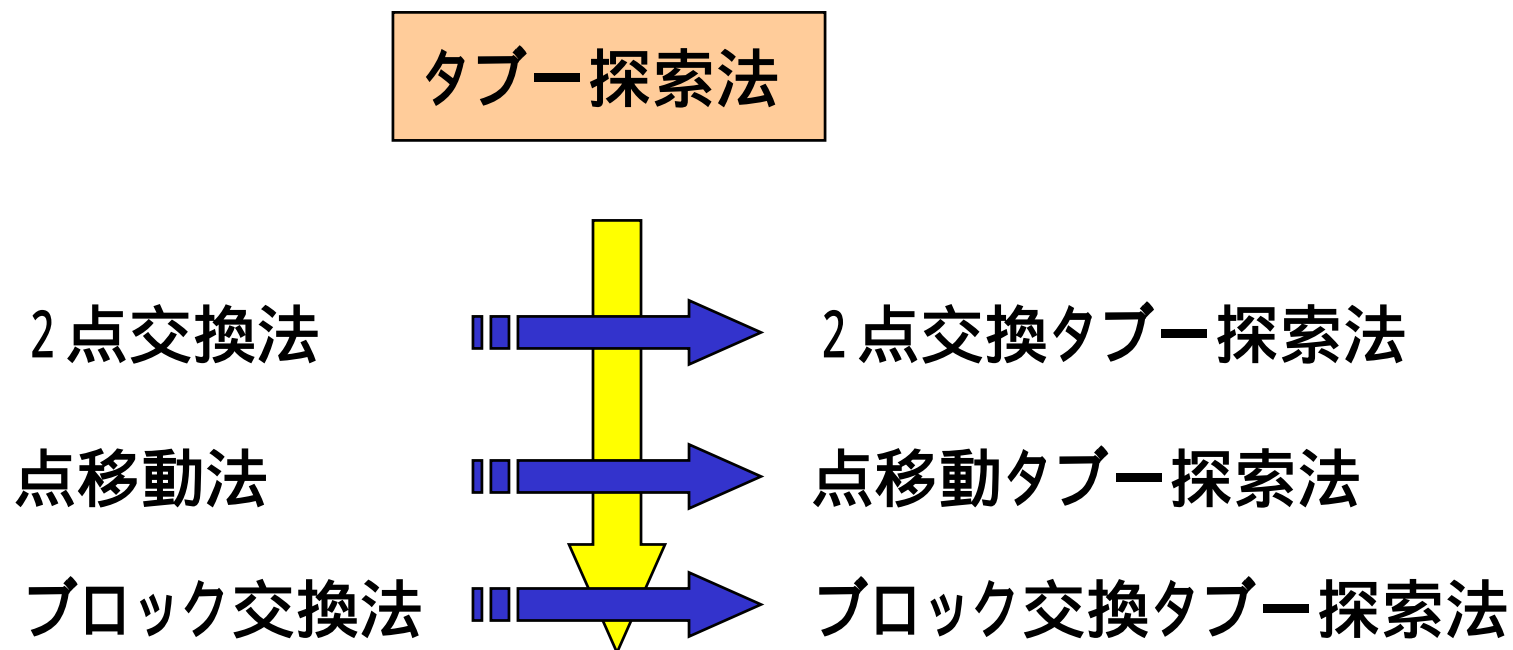 タブー探索法
2点交換法
2点交換タブー探索法
点移動法
点移動タブー探索法
ブロック交換法
ブロック交換タブー探索法